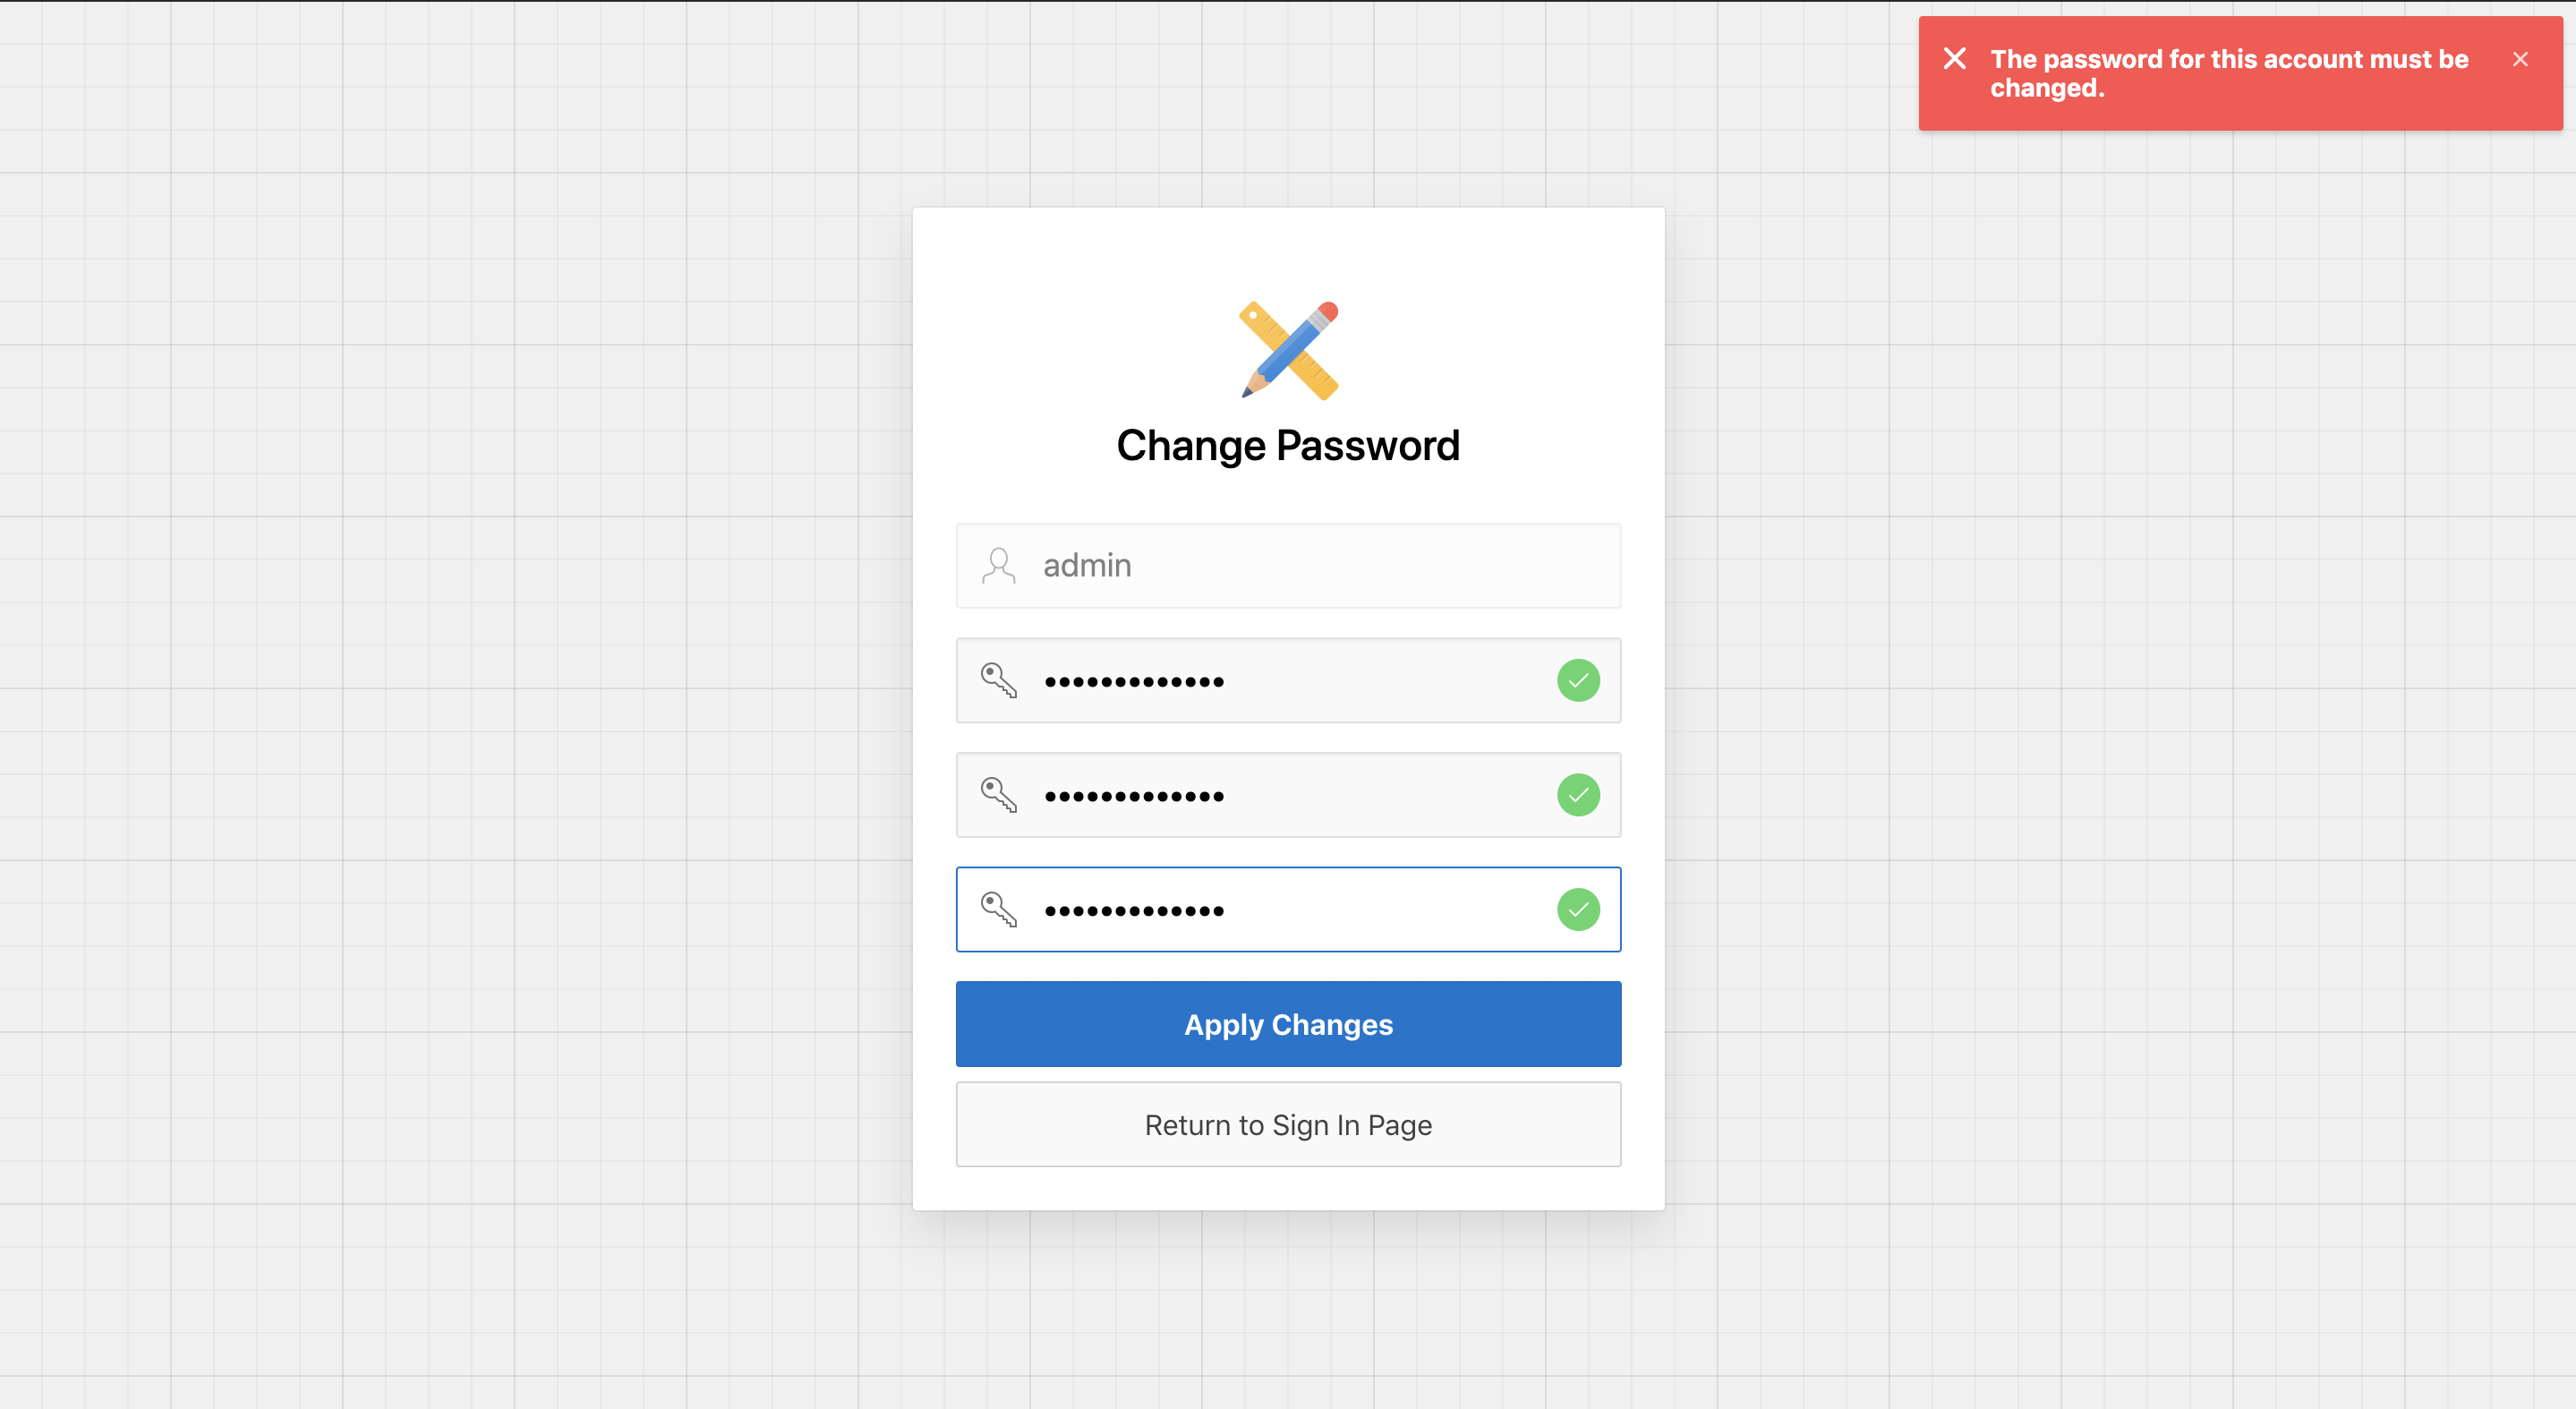 The password for this account must be
changed.
Change Password
admin
•••••••••••••
•••••••••••••
•••••••••••••
Apply Changes
Return to Sign In Page